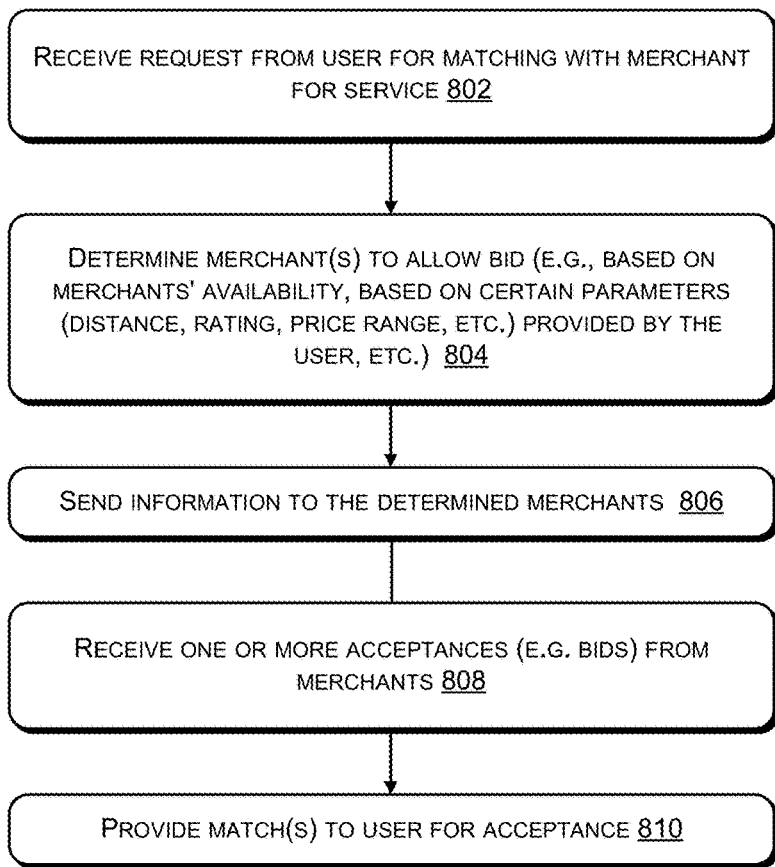 RECEIVE REQUEST FROM USER FOR MATCHING WITH MERCHANT
FOR SERVICE 802
DETERMINE MERCHANT(S) TO ALLOW BID (E.G., BASED ON
MERCHANTS' AVAILABILITY, BASED ON CERTAIN PARAMETERS
(DISTANCE, RATING, PRICE RANGE, ETC.) PROVIDED BY THE
USER, ETC.) 804
SEND INFORMATION TO THE DETERMINED MERCHANTS 806
RECEIVE ONE OR MORE ACCEPTANCES (E.G. BIDS) FROM
MERCHANTS 808
PROVIDE MATCH(S) TO USER FOR ACCEPTANCE 810